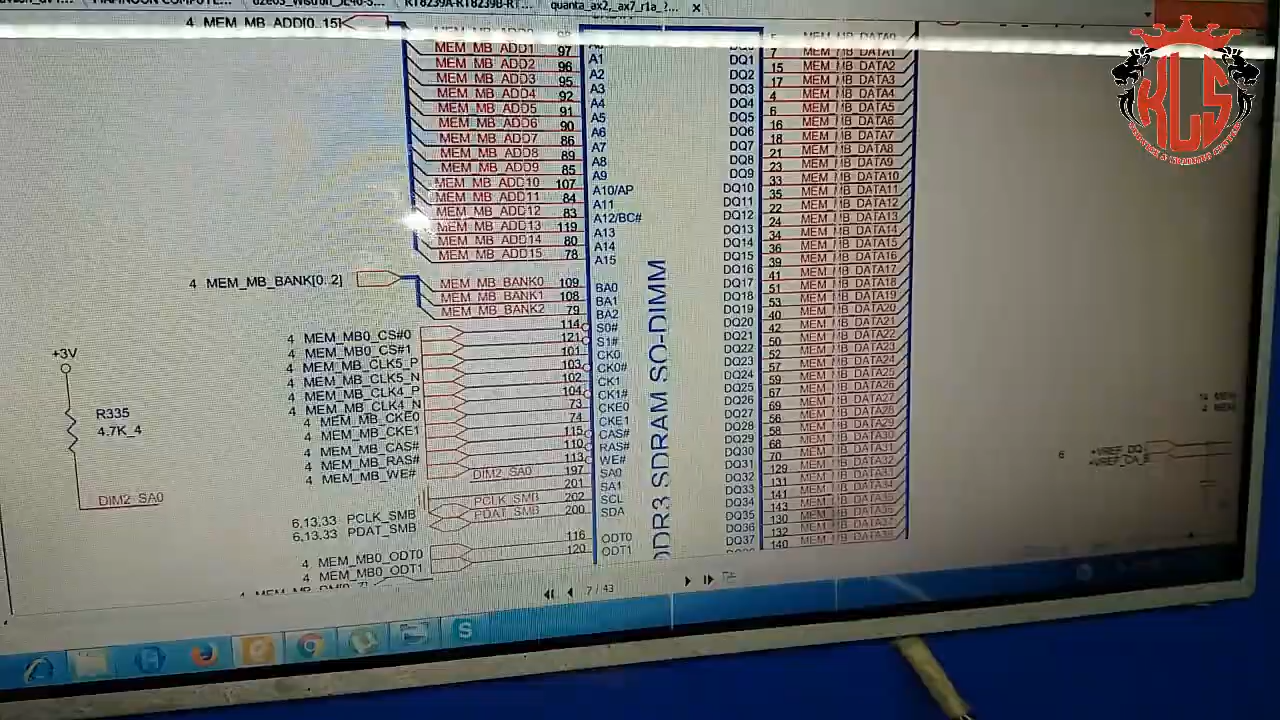 quanta_ax2,_ax7_r1a_
4 MEM_MB_ADD[0..15]
MEM_MB_ADD1 97 A1
MEM_MB_ADD2 96 A2
MEM_MB_ADD3 95 A3
MEM_MB_ADD4 92 A4
MEM_MB_ADD5 91 A5
MEM_MB_ADD6 90 A6
MEM_MB_ADD7 86 A7
MEM_MB_ADD8 89 A8
MEM_MB_ADD9 85 A9
MEM_MB_ADD10 107 A10/AP
MEM_MB_ADD11 84 A11
MEM_MB_ADD12 83 A12/BC#
MEM_MB_ADD13 119 A13
MEM_MB_ADD14 80 A14
MEM_MB_ADD15 78 A15
4 MEM_MB_BANK[0..2]
MEM_MB_BANK0 109 BA0
MEM_MB_BANK1 108 BA1
MEM_MB_BANK2 79 BA2
4 MEM_MB0_CS#0 114 S0#
4 MEM_MB0_CS#1 121 S1#
4 MEM_MB_CLK5_P 101 CK0
4 MEM_MB_CLK5_N 103 CK0#
4 MEM_MB_CLK4_P 102 CK1
4 MEM_MB_CLK4_N 104 CK1#
4 MEM_MB_CKE0 73 CKE0
4 MEM_MB_CKE1 74 CKE1
4 MEM_MB_CAS# 115 CAS#
4 MEM_MB_RAS# 110 RAS#
4 MEM_MB_WE# 113 WE#
DIM2_SA0 197 SA0
201 SA1
6,13,33 PCLK_SMB PCLK_SMB 202 SCL
6,13,33 PDAT_SMB PDAT_SMB 200 SDA
4 MEM_MB0_ODT0 116 ODT0
4 MEM_MB0_ODT1 120 ODT1
+3V
R335
4.7K_4
DIM2_SA0
DDR3 SDRAM SO-DIMM
DQ1 7 MEM_MB_DATA1
DQ2 15 MEM_MB_DATA2
DQ3 17 MEM_MB_DATA3
DQ4 4 MEM_MB_DATA4
DQ5 6 MEM_MB_DATA5
DQ6 16 MEM_MB_DATA6
DQ7 18 MEM_MB_DATA7
DQ8 21 MEM_MB_DATA8
DQ9 23 MEM_MB_DATA9
DQ10 33 MEM_MB_DATA10
DQ11 35 MEM_MB_DATA11
DQ12 22 MEM_MB_DATA12
DQ13 24 MEM_MB_DATA13
DQ14 34 MEM_MB_DATA14
DQ15 36 MEM_MB_DATA15
DQ16 39 MEM_MB_DATA16
DQ17 41 MEM_MB_DATA17
DQ18 51 MEM_MB_DATA18
DQ19 53 MEM_MB_DATA19
DQ20 40 MEM_MB_DATA20
DQ21 42 MEM_MB_DATA21
DQ22 50 MEM_MB_DATA22
DQ23 52 MEM_MB_DATA23
DQ24 57 MEM_MB_DATA24
DQ25 59 MEM_MB_DATA25
DQ26 67 MEM_MB_DATA26
DQ27 69 MEM_MB_DATA27
DQ28 56 MEM_MB_DATA28
DQ29 58 MEM_MB_DATA29
DQ30 68 MEM_MB_DATA30
DQ31 70 MEM_MB_DATA31
DQ32 129 MEM_MB_DATA32
DQ33 131 MEM_MB_DATA33
DQ34 141 MEM_MB_DATA34
DQ35 143 MEM_MB_DATA35
DQ36 130 MEM_MB_DATA36
DQ37 132
140
6 +VREF_DQ
7 / 43
KLS